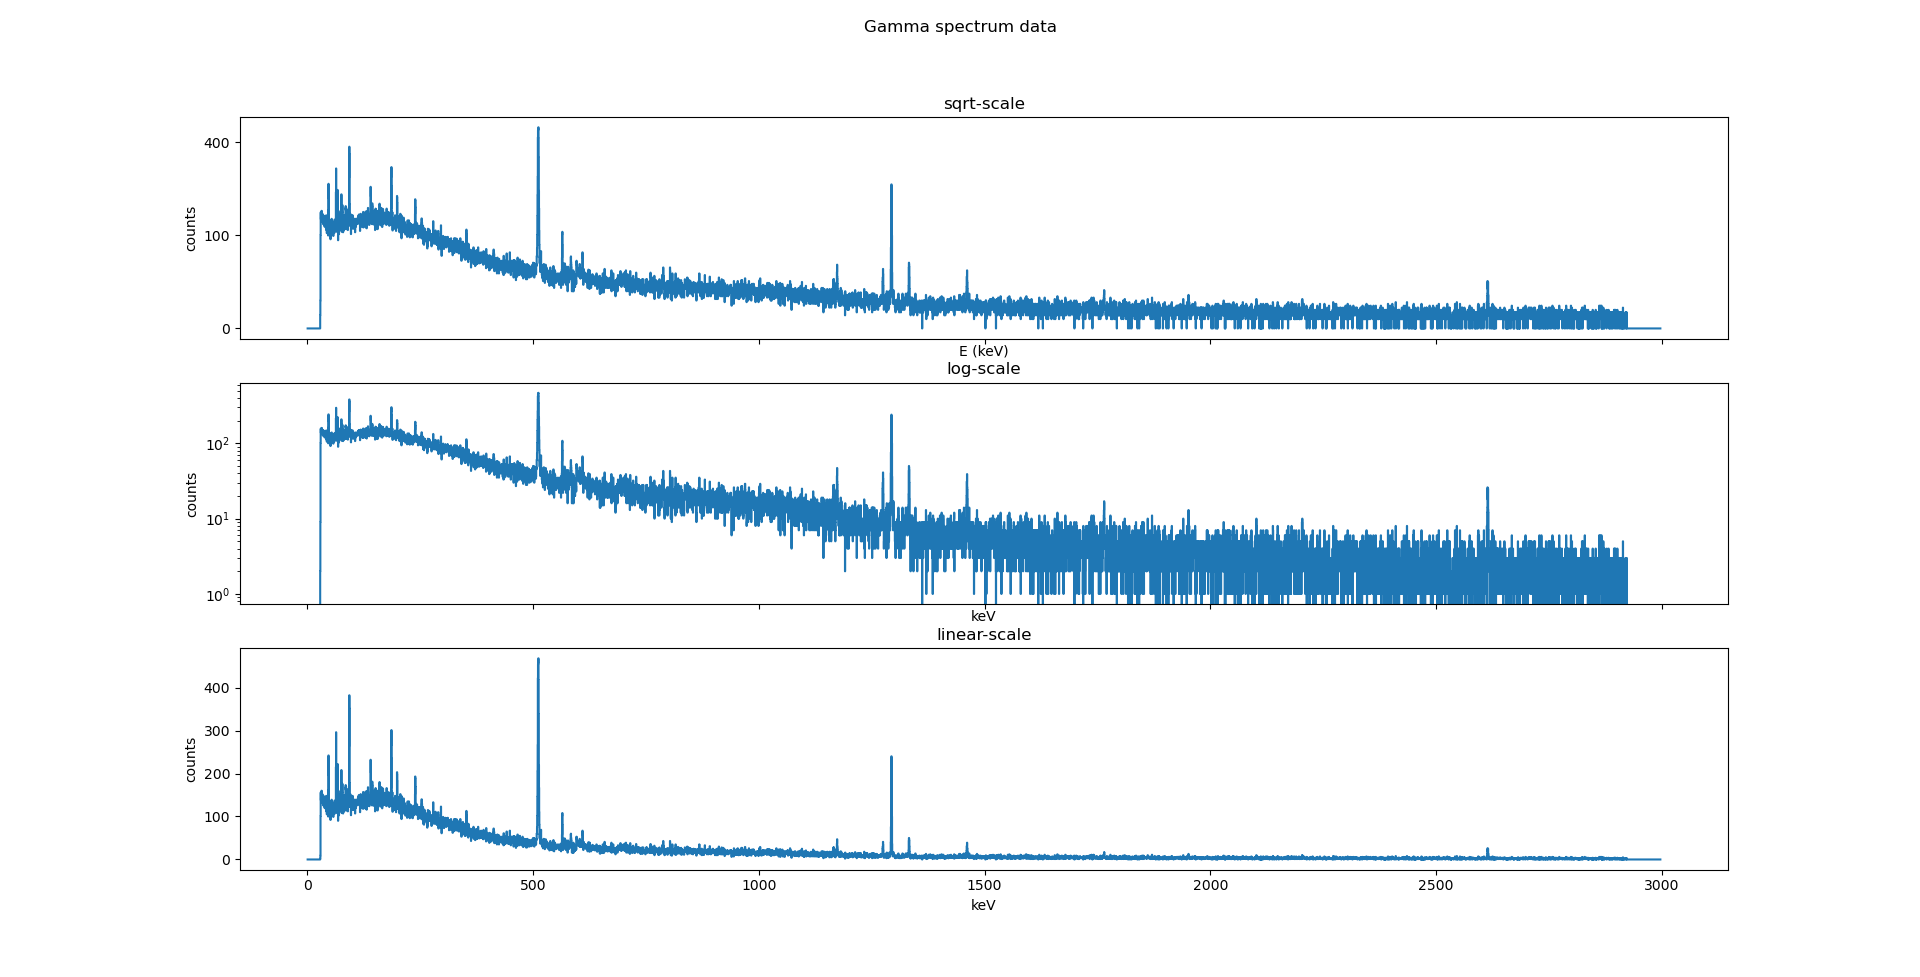 Gamma spectrum data
sqrt-scale
400
100
0
counts
E (keV)
log-scale
10²
10¹
10⁰
counts
keV
linear-scale
400
300
200
100
0
counts
0 500 1000 1500 2000 2500 3000
keV